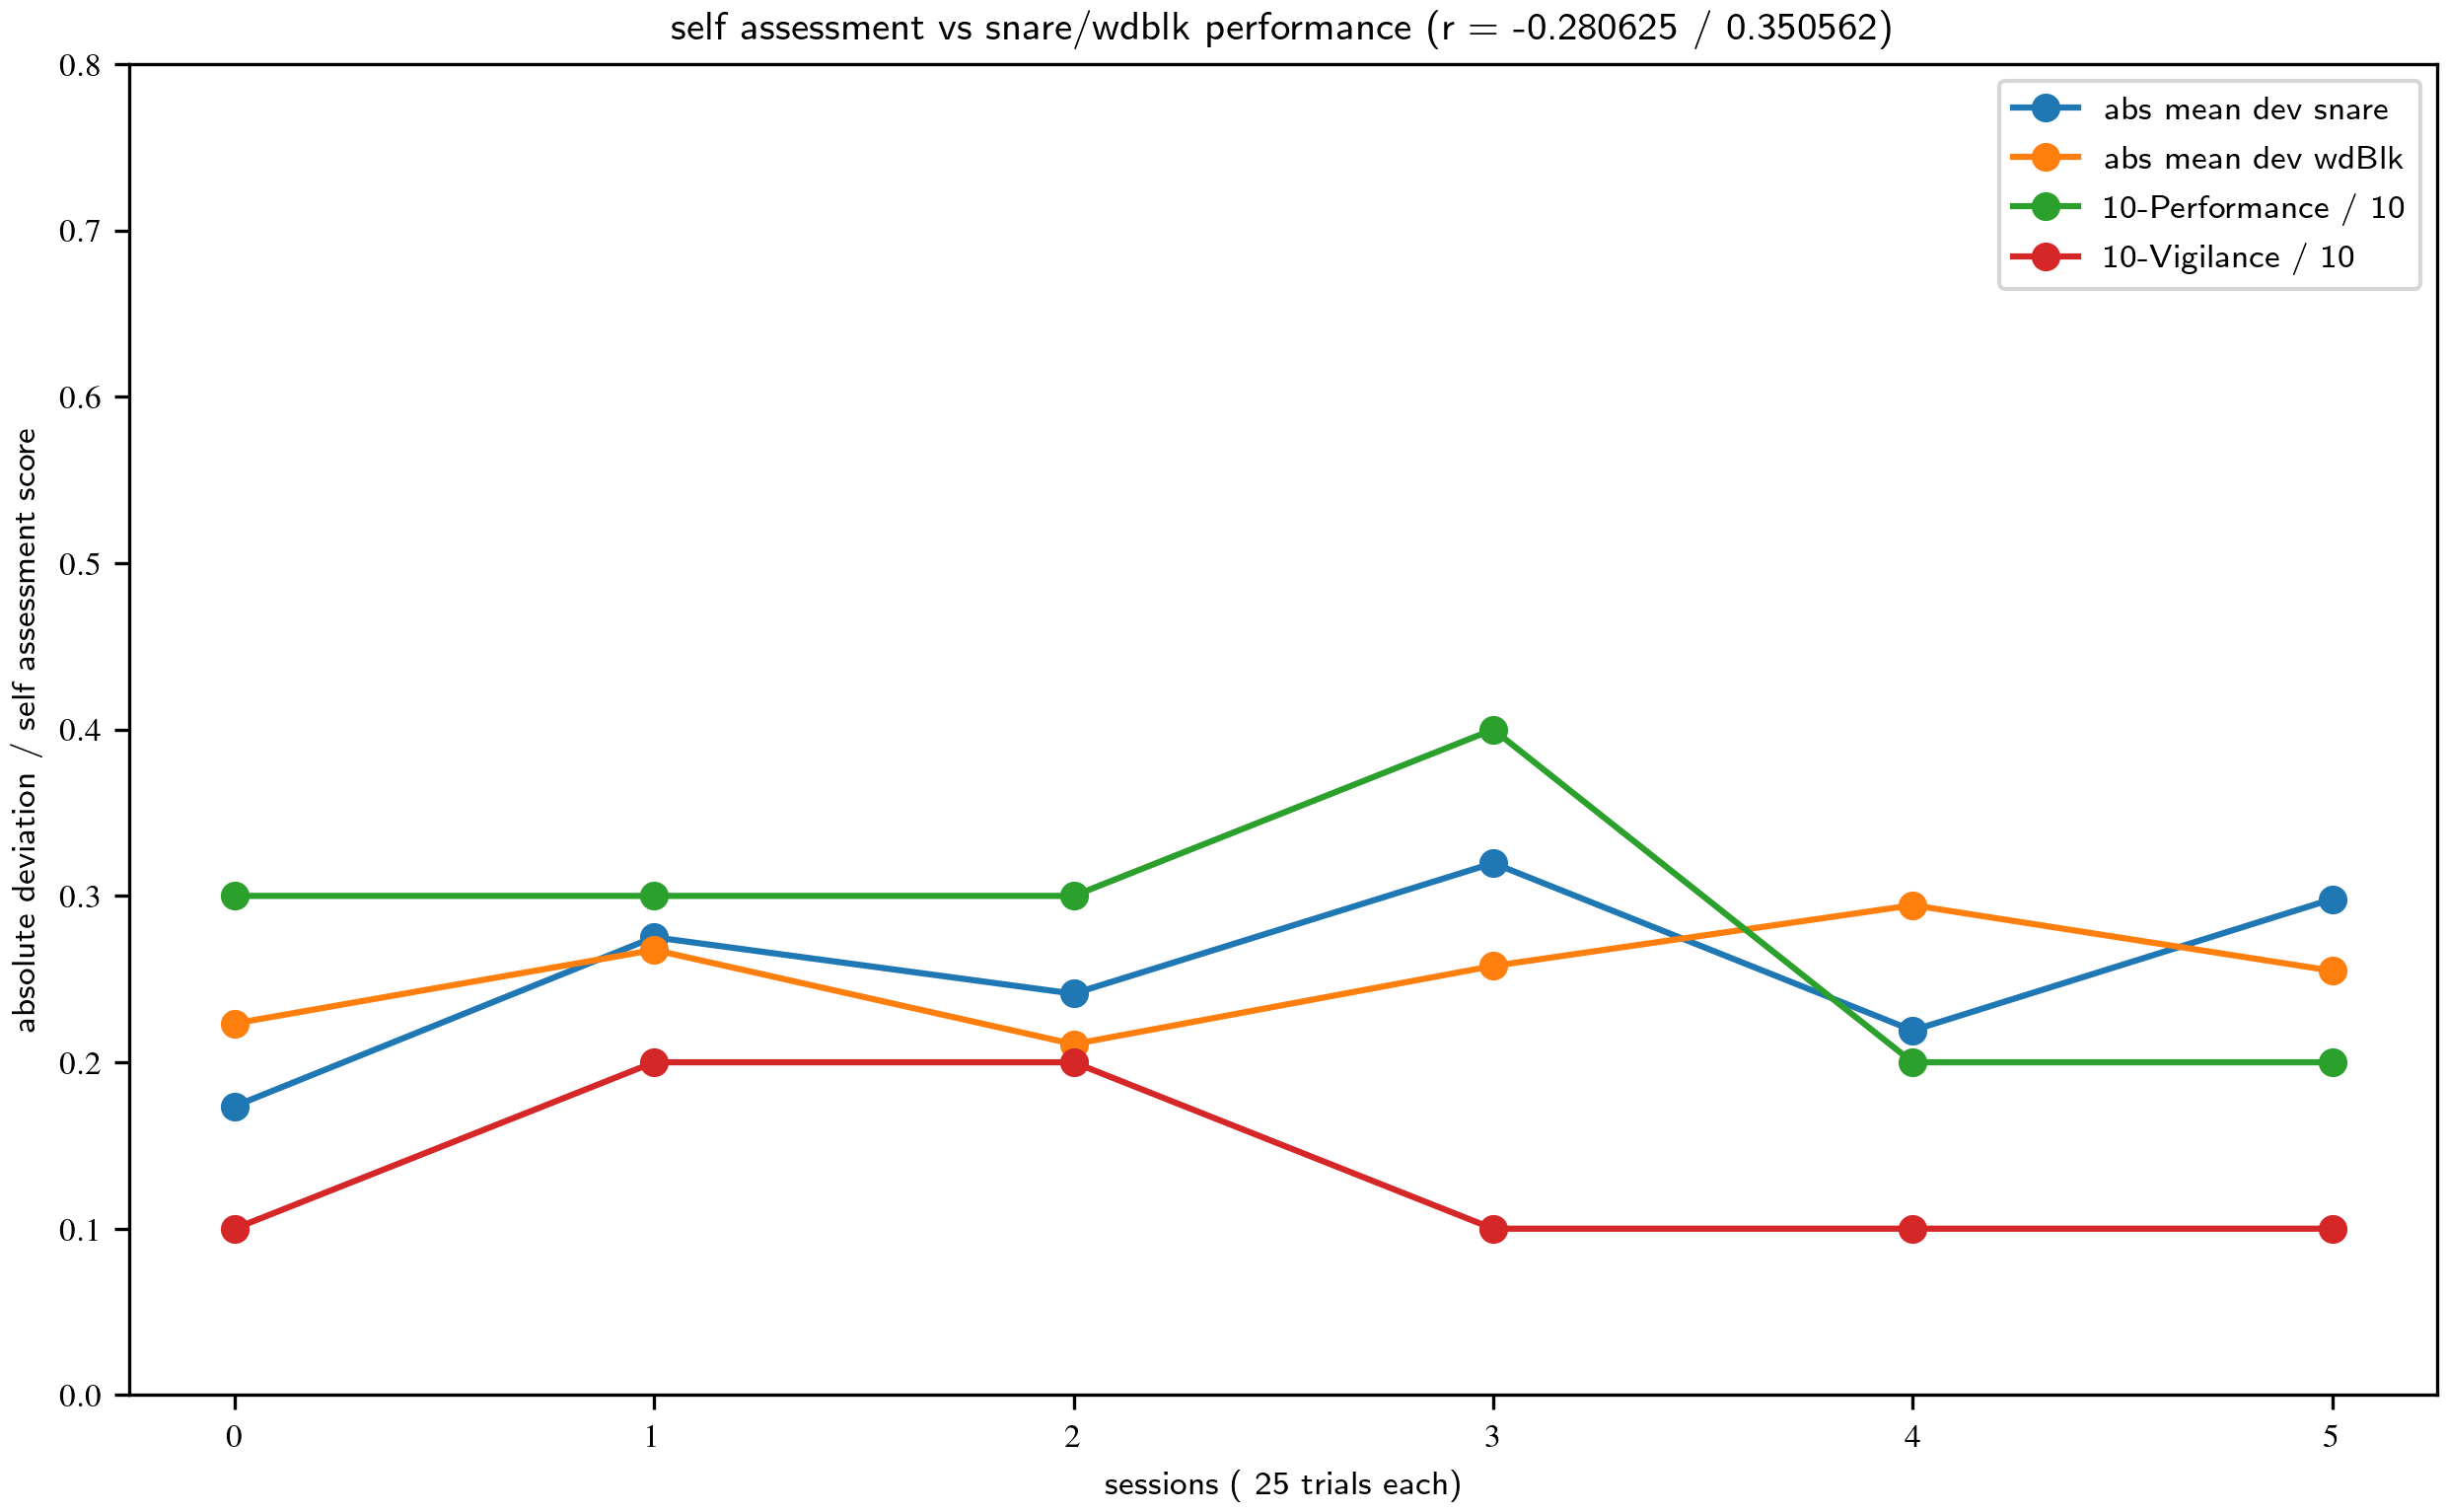 self assessment vs snare/wdblk performance (r = -0.280625 / 0.350562)
0.8
0.7
0.6
0.5
0.4
0.3
0.2
0.1
0.0
absolute deviation / self assessment score
abs mean dev snare
abs mean dev wdBlk
10-Performance / 10
10-Vigilance / 10
0 1 2 3 4 5
sessions ( 25 trials each)